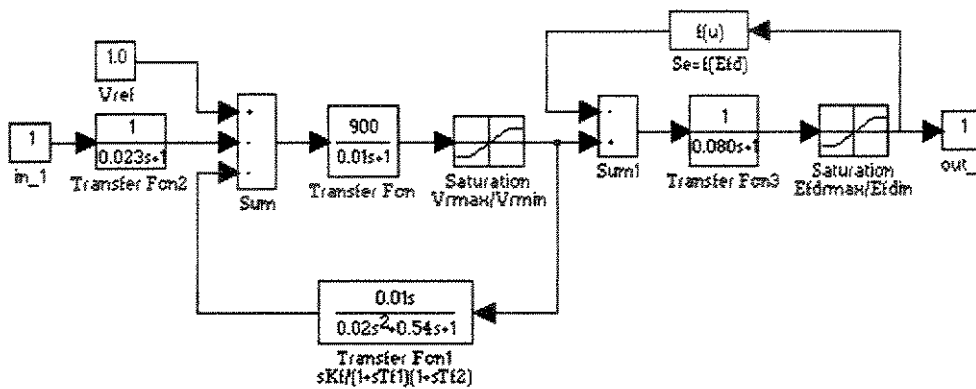 f(u)
Se=f(Efd)
1.0
Vref
1
in_1
1
0.023s+1
Transfer Fcn2
+
-
-
Sum
900
0.01s+1
Transfer Fcn
Saturation
Vrmax/Vrmin
-
+
Sum1
1
0.080s+1
Transfer Fcn3
Saturation
Efdrmax/Efdin
1
out_
0.01s
0.02s²+0.54s+1
Transfer Fcn1
sKf/(1+sTf1)(1+sTf2)